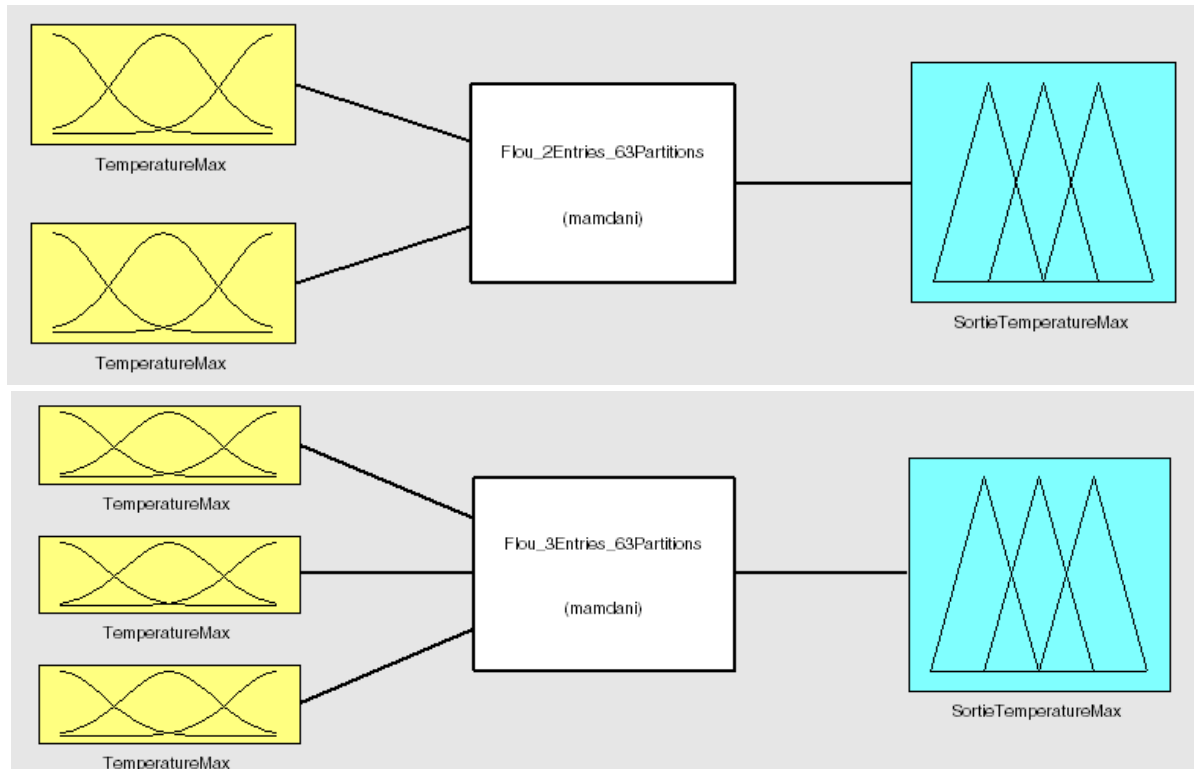 TemperatureMax
Flou_2Entries_63Partitions
(mamdani)
TemperatureMax
SortieTemperatureMax
TemperatureMax
Flou_3Entries_63Partitions
(mamdani)
TemperatureMax
TemperatureMax
SortieTemperatureMax